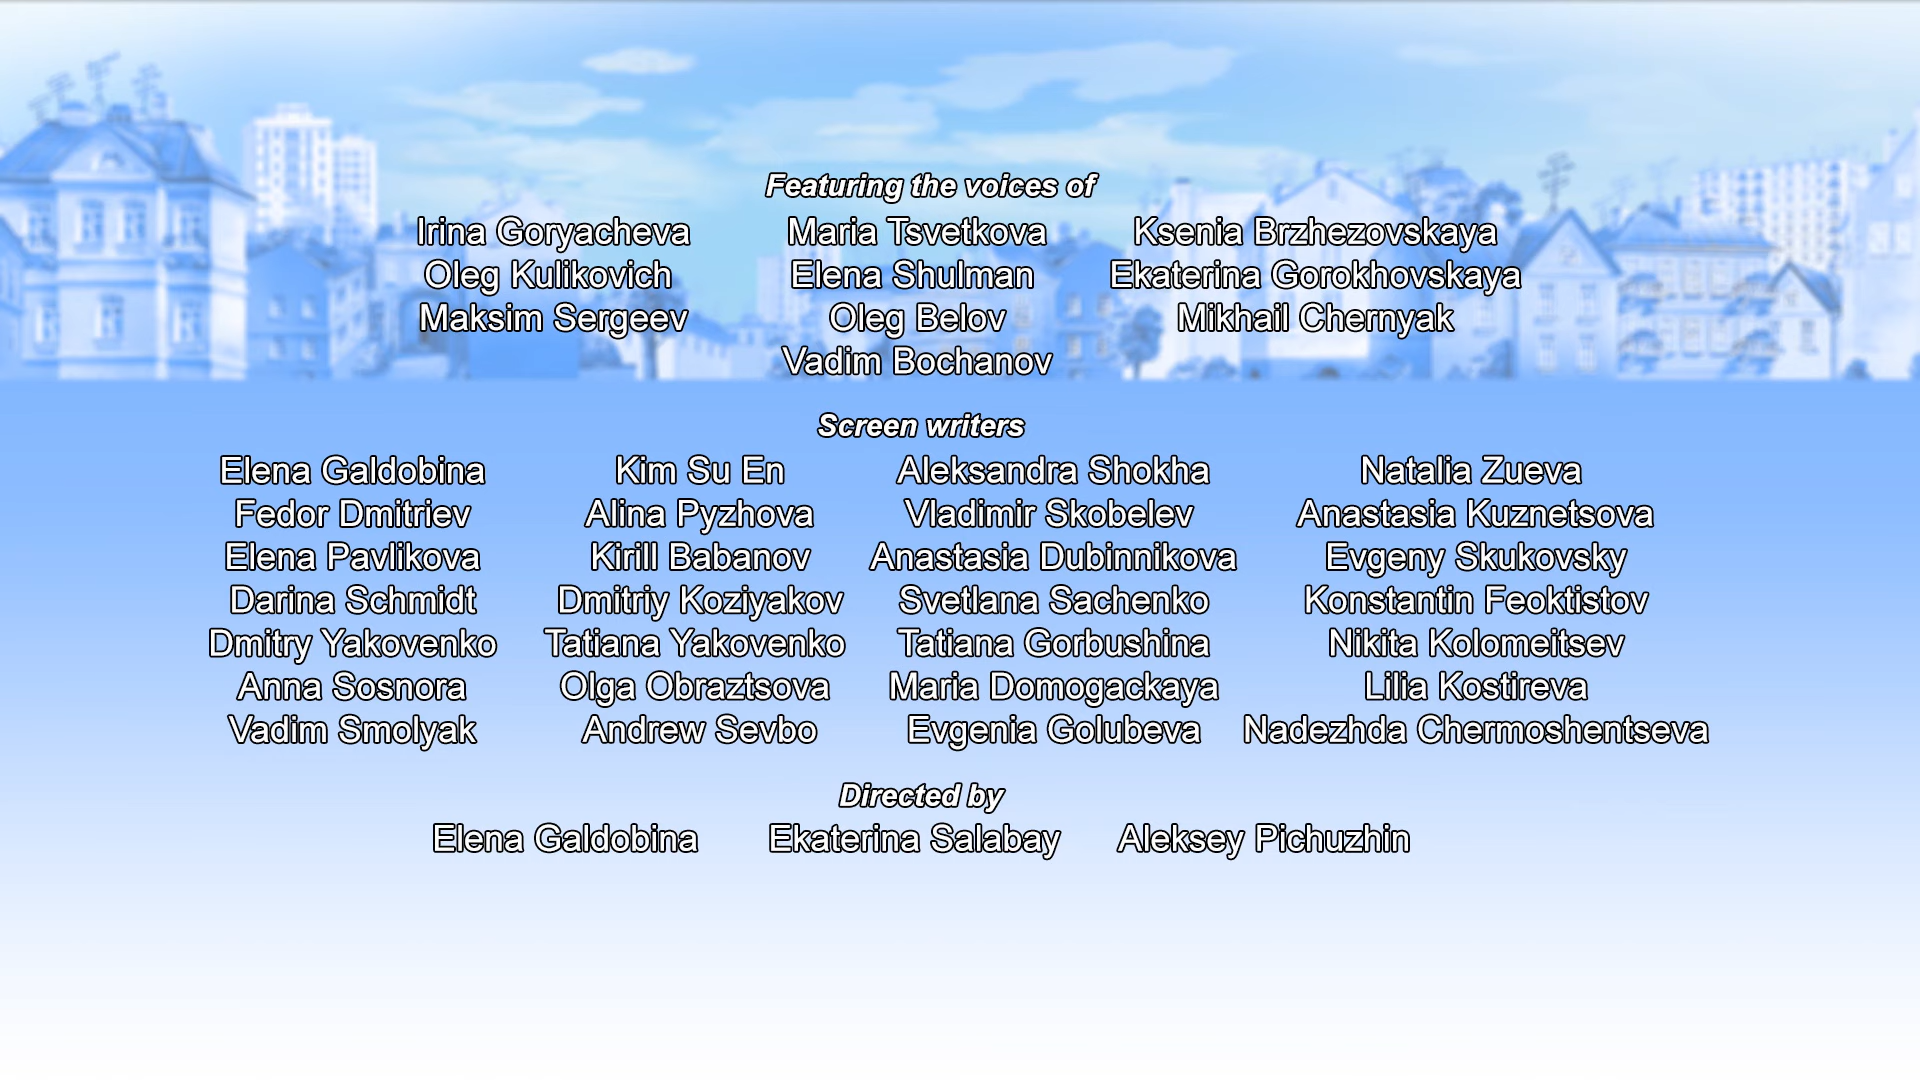 Featuring the voices of
Irina Goryacheva Maria Tsvetkova Ksenia Brzhezovskaya
Oleg Kulikovich Elena Shulman Ekaterina Gorokhovskaya
Maksim Sergeev Oleg Belov Mikhail Chernyak
Vadim Bochanov
Screen writers
Elena Galdobina Kim Su En Aleksandra Shokha Natalia Zueva
Fedor Dmitriev Alina Pyzhova Vladimir Skobelev Anastasia Kuznetsova
Elena Pavlikova Kirill Babanov Anastasia Dubinnikova Evgeny Skukovsky
Darina Schmidt Dmitriy Koziyakov Svetlana Sachenko Konstantin Feoktistov
Dmitry Yakovenko Tatiana Yakovenko Tatiana Gorbushina Nikita Kolomeitsev
Anna Sosnora Olga Obraztsova Maria Domogackaya Lilia Kostireva
Vadim Smolyak Andrew Sevbo Evgenia Golubeva Nadezhda Chermoshentseva
Directed by
Elena Galdobina Ekaterina Salabay Aleksey Pichuzhin